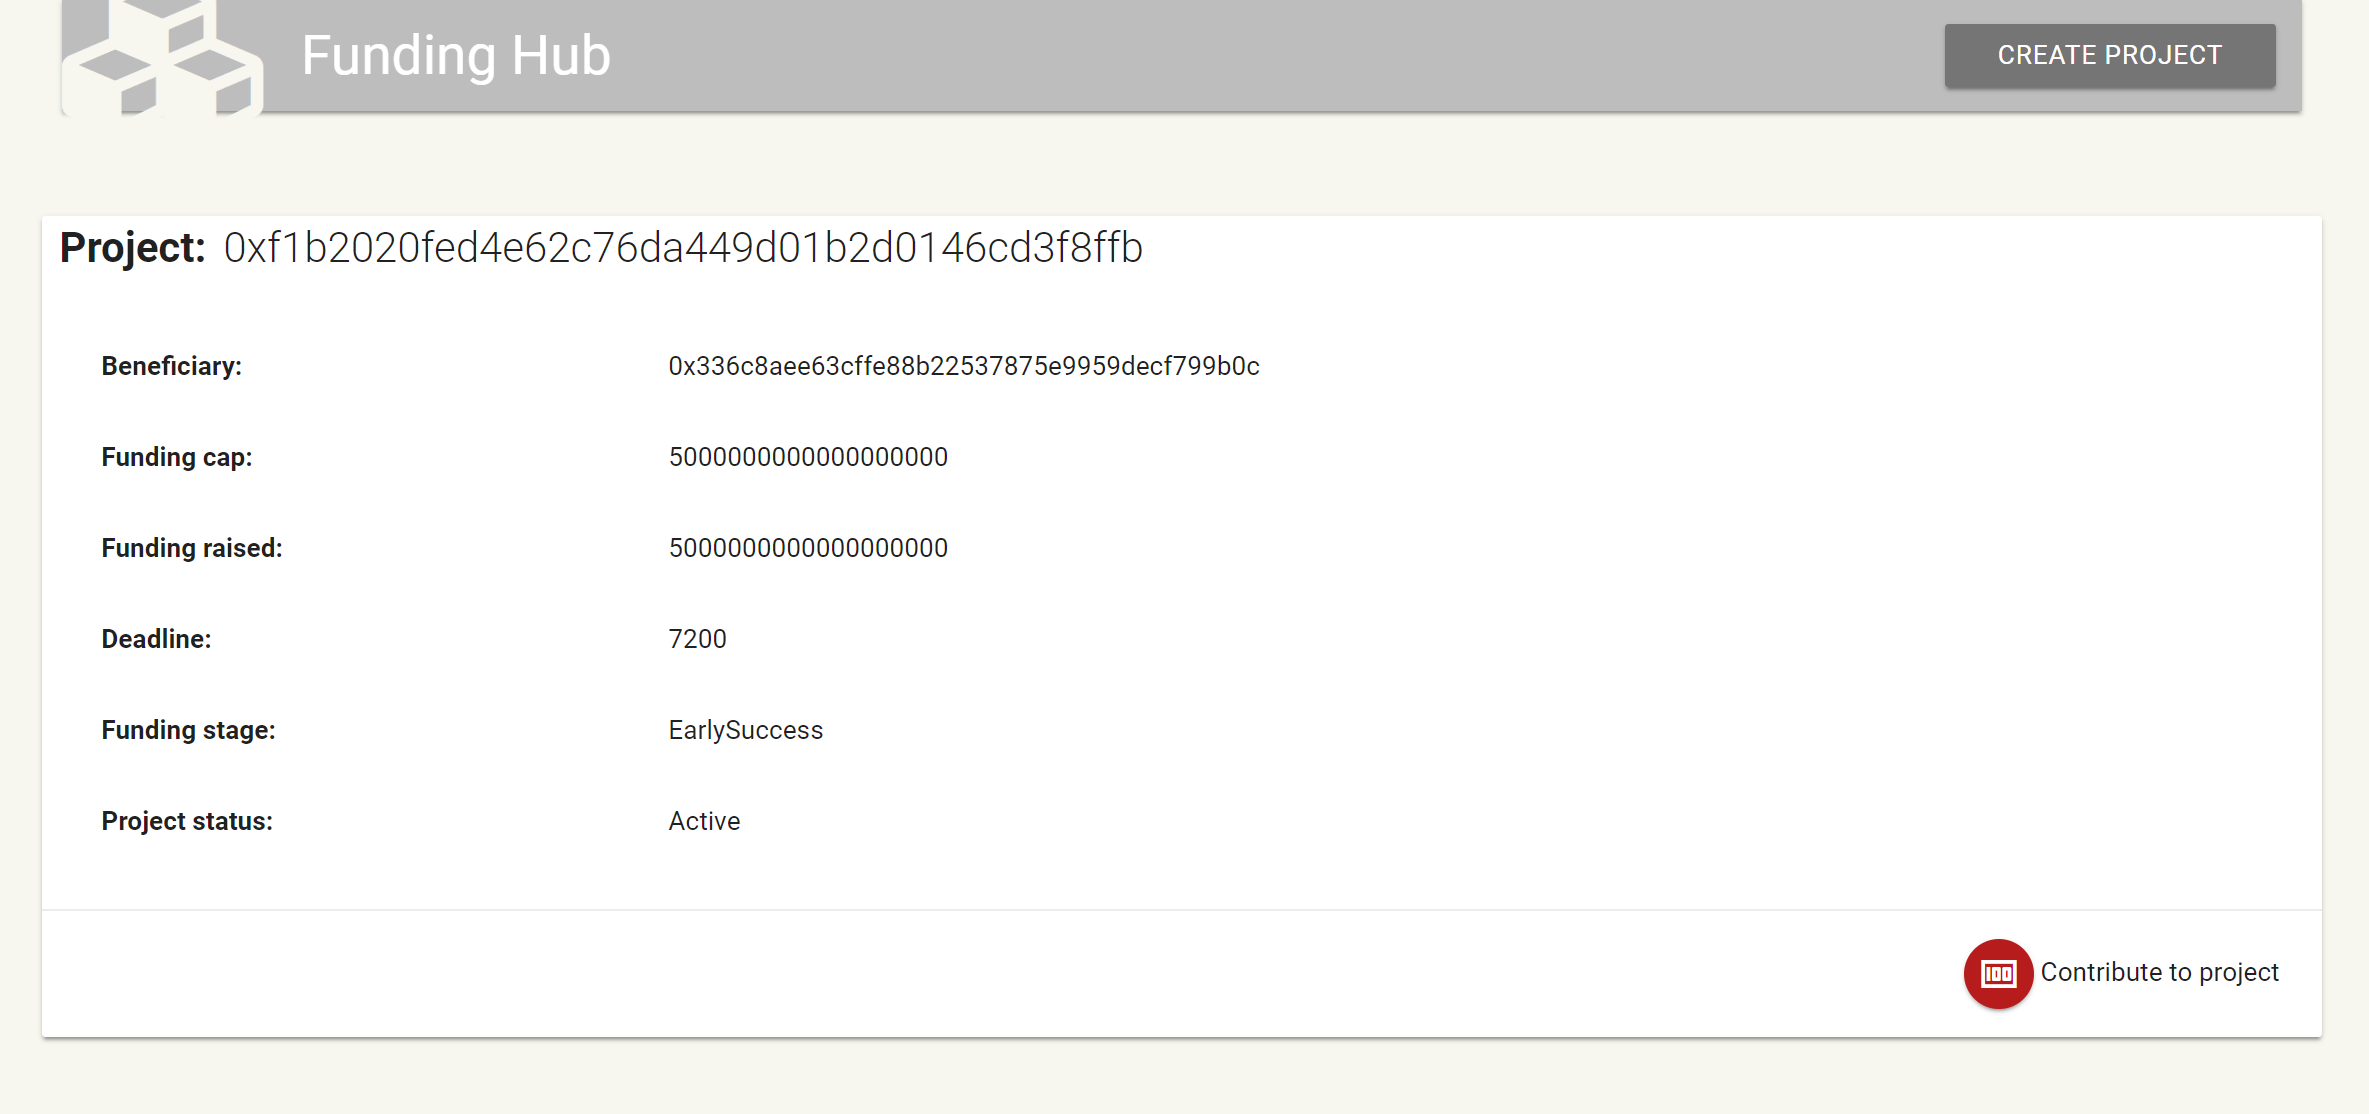 Funding Hub
CREATE PROJECT
Project: 0xf1b2020fed4e62c76da449d01b2d0146cd3f8ffb
Beneficiary: 0x336c8aee63cffe88b22537875e9959decf799b0c
Funding cap: 5000000000000000000
Funding raised: 5000000000000000000
Deadline: 7200
Funding stage: EarlySuccess
Project status: Active
100 Contribute to project